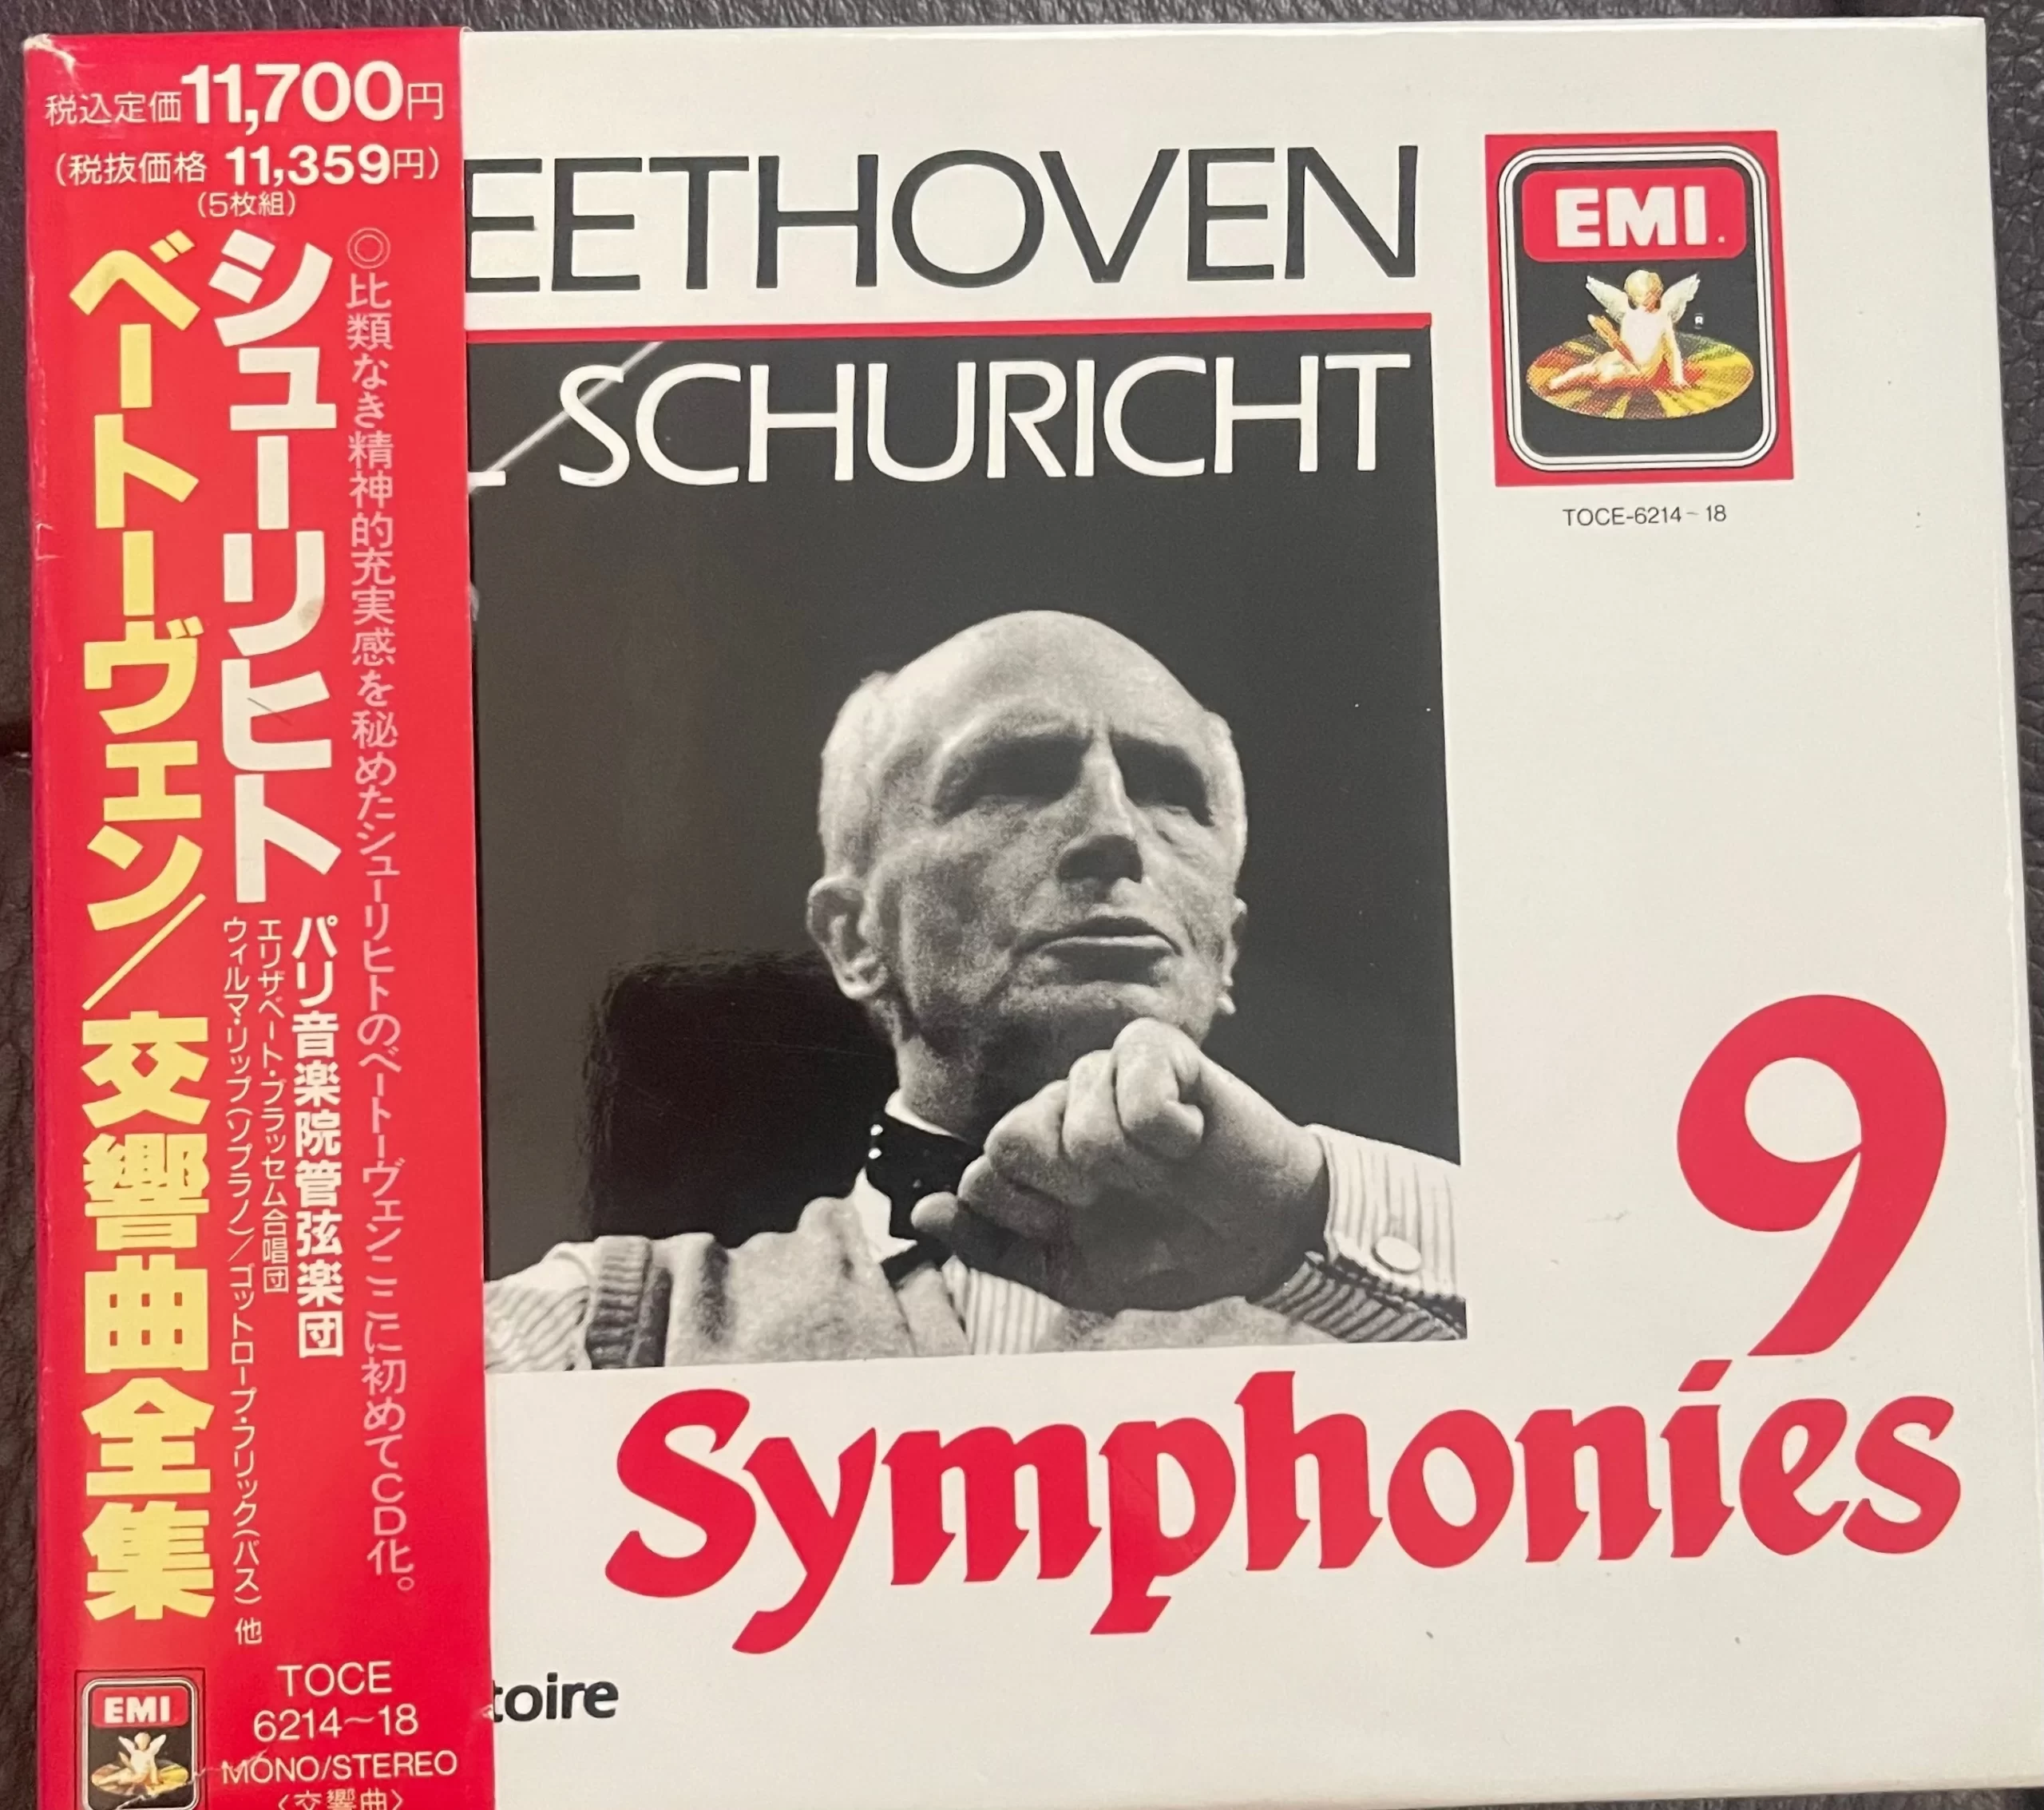 税込定価11,700円
(税抜価格 11,359円)
(5枚組)
◎比類なき精神的充実感を秘めたシューリヒトのベートーヴェンここに初めてCD化。
シューリヒト
パリ音楽院管弦楽団
エリザベート・ブラッセム合唱団
ウィルマ・リップ(ソプラノ)/ゴットロープ・フリック(バス) 他
ベートーヴェン/交響曲全集
EMI
TOCE
6214~18
MONO/STEREO
〈交響曲〉
EETHOVEN
L SCHURICHT
EMI
TOCE-6214~18
9
Symphonies
toire